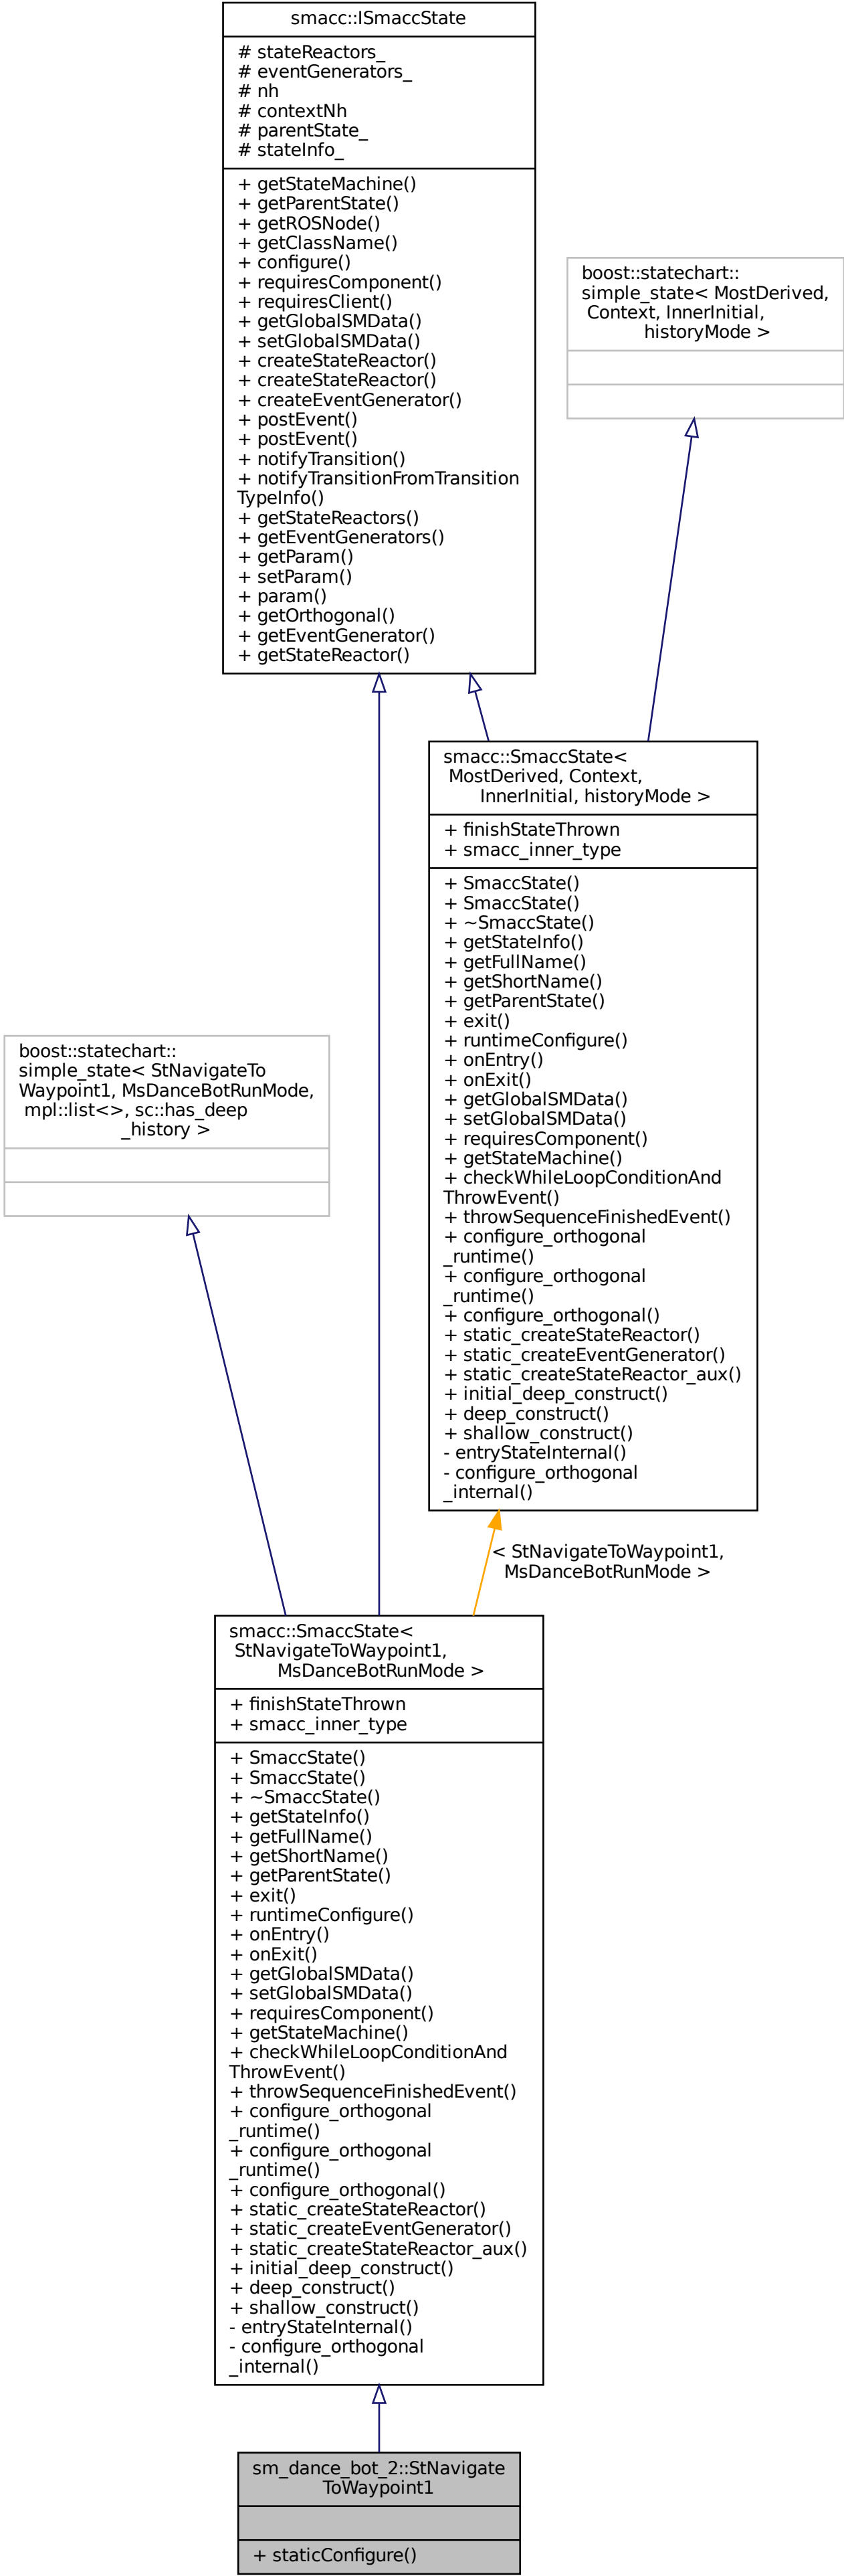 smacc::ISmaccState
# stateReactors_
# eventGenerators_
# nh
# contextNh
# parentState_
# stateInfo_
+ getStateMachine()
+ getParentState()
+ getROSNode()
+ getClassName()
+ configure()
+ requiresComponent()
+ requiresClient()
+ getGlobalSMData()
+ setGlobalSMData()
+ createStateReactor()
+ createStateReactor()
+ createEventGenerator()
+ postEvent()
+ postEvent()
+ notifyTransition()
+ notifyTransitionFromTransition
TypeInfo()
+ getStateReactors()
+ getEventGenerators()
+ getParam()
+ setParam()
+ param()
+ getOrthogonal()
+ getEventGenerator()
+ getStateReactor()
boost::statechart::
simple_state< MostDerived,
Context, InnerInitial,
historyMode >
smacc::SmaccState<
MostDerived, Context,
InnerInitial, historyMode >
+ finishStateThrown
+ smacc_inner_type
+ SmaccState()
+ SmaccState()
+ ~SmaccState()
+ getStateInfo()
+ getFullName()
+ getShortName()
+ getParentState()
+ exit()
+ runtimeConfigure()
+ onEntry()
+ onExit()
+ getGlobalSMData()
+ setGlobalSMData()
+ requiresComponent()
+ getStateMachine()
+ checkWhileLoopConditionAnd
ThrowEvent()
+ throwSequenceFinishedEvent()
+ configure_orthogonal
_runtime()
+ configure_orthogonal
_runtime()
+ configure_orthogonal()
+ static_createStateReactor()
+ static_createEventGenerator()
+ static_createStateReactor_aux()
+ initial_deep_construct()
+ deep_construct()
+ shallow_construct()
- entryStateInternal()
- configure_orthogonal
_internal()
boost::statechart::
simple_state< StNavigateTo
Waypoint1, MsDanceBotRunMode,
mpl::list<>, sc::has_deep
_history >
< StNavigateToWaypoint1,
MsDanceBotRunMode >
smacc::SmaccState<
StNavigateToWaypoint1,
MsDanceBotRunMode >
+ finishStateThrown
+ smacc_inner_type
+ SmaccState()
+ SmaccState()
+ ~SmaccState()
+ getStateInfo()
+ getFullName()
+ getShortName()
+ getParentState()
+ exit()
+ runtimeConfigure()
+ onEntry()
+ onExit()
+ getGlobalSMData()
+ setGlobalSMData()
+ requiresComponent()
+ getStateMachine()
+ checkWhileLoopConditionAnd
ThrowEvent()
+ throwSequenceFinishedEvent()
+ configure_orthogonal
_runtime()
+ configure_orthogonal
_runtime()
+ configure_orthogonal()
+ static_createStateReactor()
+ static_createEventGenerator()
+ static_createStateReactor_aux()
+ initial_deep_construct()
+ deep_construct()
+ shallow_construct()
- entryStateInternal()
- configure_orthogonal
_internal()
sm_dance_bot_2::StNavigate
ToWaypoint1
+ staticConfigure()